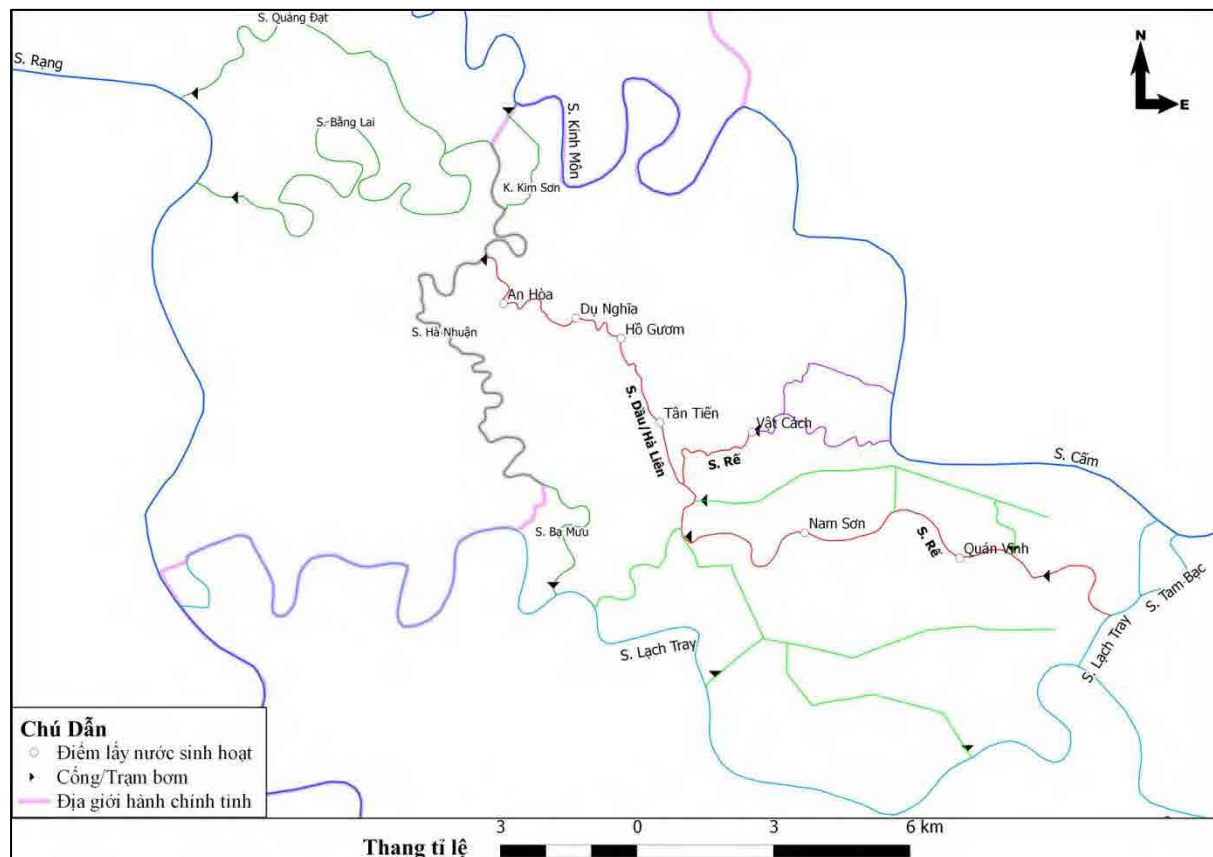 S. Quảng Đạt
S. Rạng
N
E
S. Bằng Lai
S. Kinh Môn
K. Kim Sơn
An Hòa
Dụ Nghĩa
S. Hà Nhuận
Hồ Gươm
S. Dầu/Hà Liên
Tân Tiến
Vật Cách
S. Rế
S. Cấm
S. Bạ Mưu
Nam Sơn
S. Rế
Quán Vĩnh
S. Tam Bạc
S. Lạch Tray
S. Lạch Tray
Chú Dẫn
Điểm lấy nước sinh hoạt
Cống/Trạm bơm
Địa giới hành chính tỉnh
3 0 3 6 km
Thang tỉ lệ